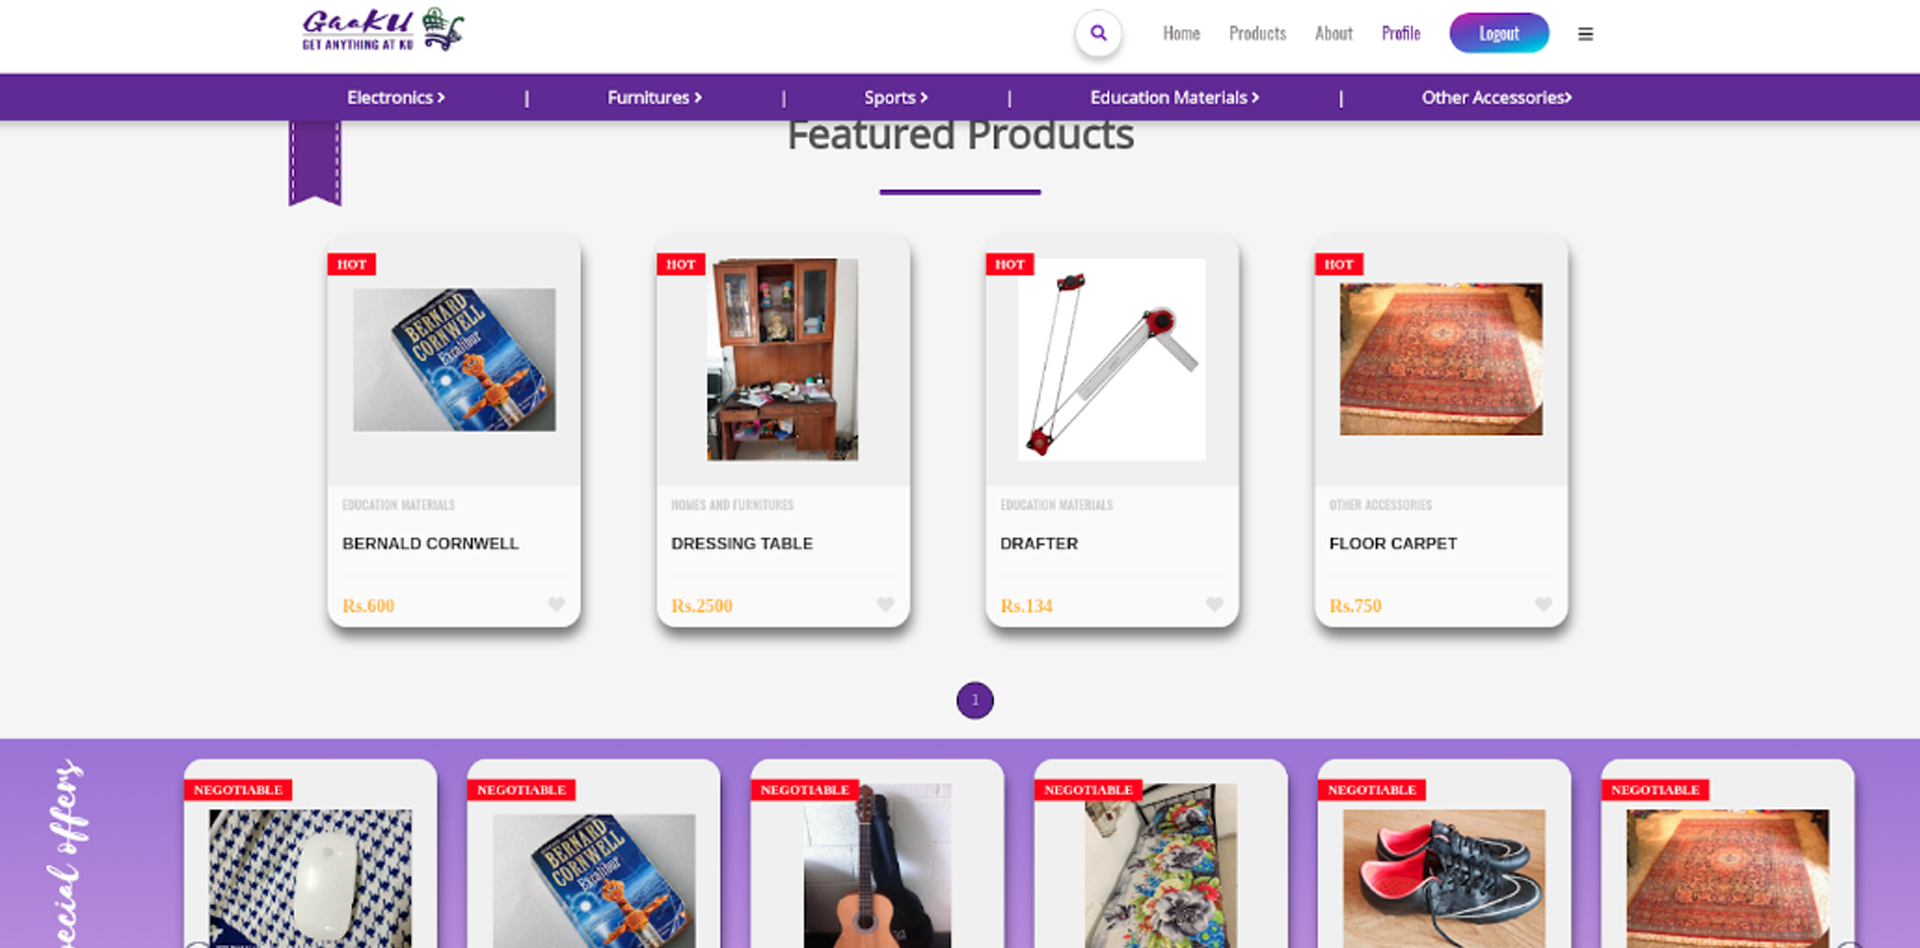 GaaKU
GET ANYTHING AT KU
Home Products About Profile Logout
Electronics > | Furnitures > | Sports > | Education Materials > | Other Accessories>
Featured Products
HOT
BERNARD
CORNWELL
Excalibur
EDUCATION MATERIALS
BERNALD CORNWELL
Rs.600
HOT
HOMES AND FURNITURES
DRESSING TABLE
Rs.2500
HOT
EDUCATION MATERIALS
DRAFTER
Rs.134
HOT
OTHER ACCESSORIES
FLOOR CARPET
Rs.750
1
ecial offers
NEGOTIABLE
NEGOTIABLE
BERNARD
CORNWELL
Excalibur
NEGOTIABLE
NEGOTIABLE
NEGOTIABLE
NEGOTIABLE